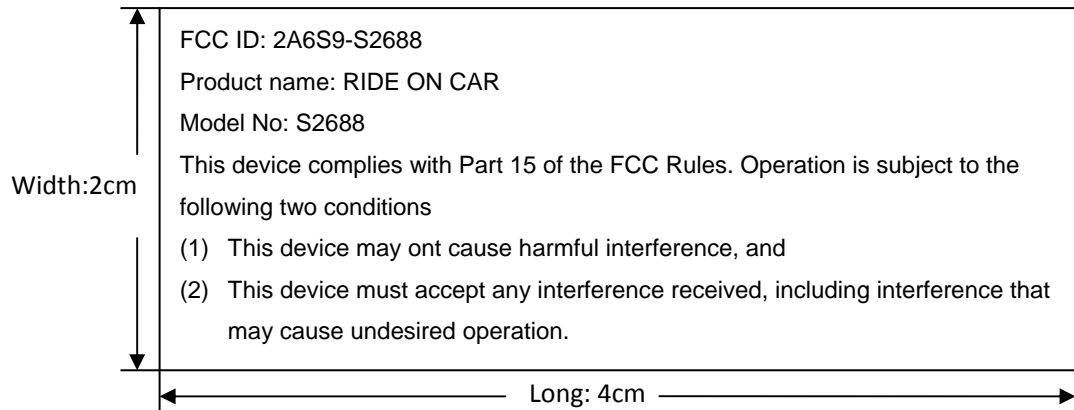 FCC ID: 2A6S9-S2688
Product name: RIDE ON CAR
Model No: S2688
This device complies with Part 15 of the FCC Rules. Operation is subject to the
following two conditions
(1) This device may ont cause harmful interference, and
(2) This device must accept any interference received, including interference that
may cause undesired operation.
Width:2cm
Long: 4cm